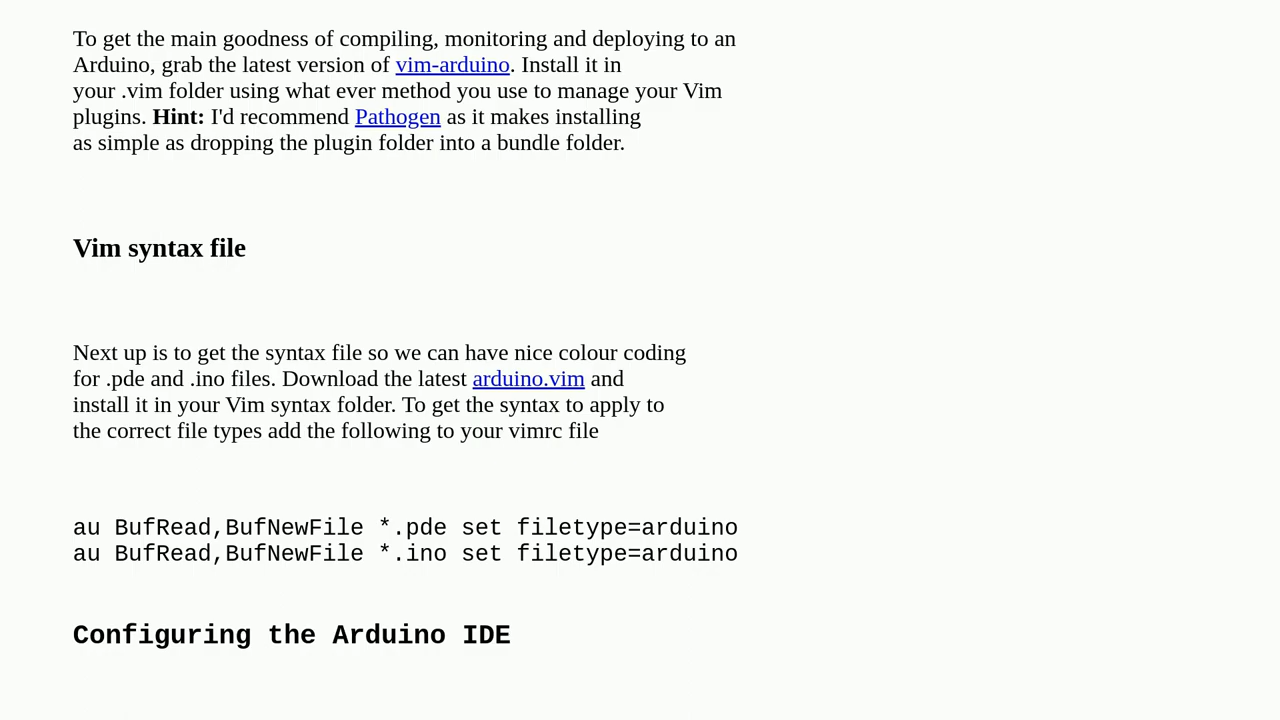 To get the main goodness of compiling, monitoring and deploying to an
Arduino, grab the latest version of vim-arduino. Install it in
your .vim folder using what ever method you use to manage your Vim
plugins. Hint: I'd recommend Pathogen as it makes installing
as simple as dropping the plugin folder into a bundle folder.
Vim syntax file
Next up is to get the syntax file so we can have nice colour coding
for .pde and .ino files. Download the latest arduino.vim and
install it in your Vim syntax folder. To get the syntax to apply to
the correct file types add the following to your vimrc file
au BufRead,BufNewFile *.pde set filetype=arduino
au BufRead,BufNewFile *.ino set filetype=arduino
Configuring the Arduino IDE